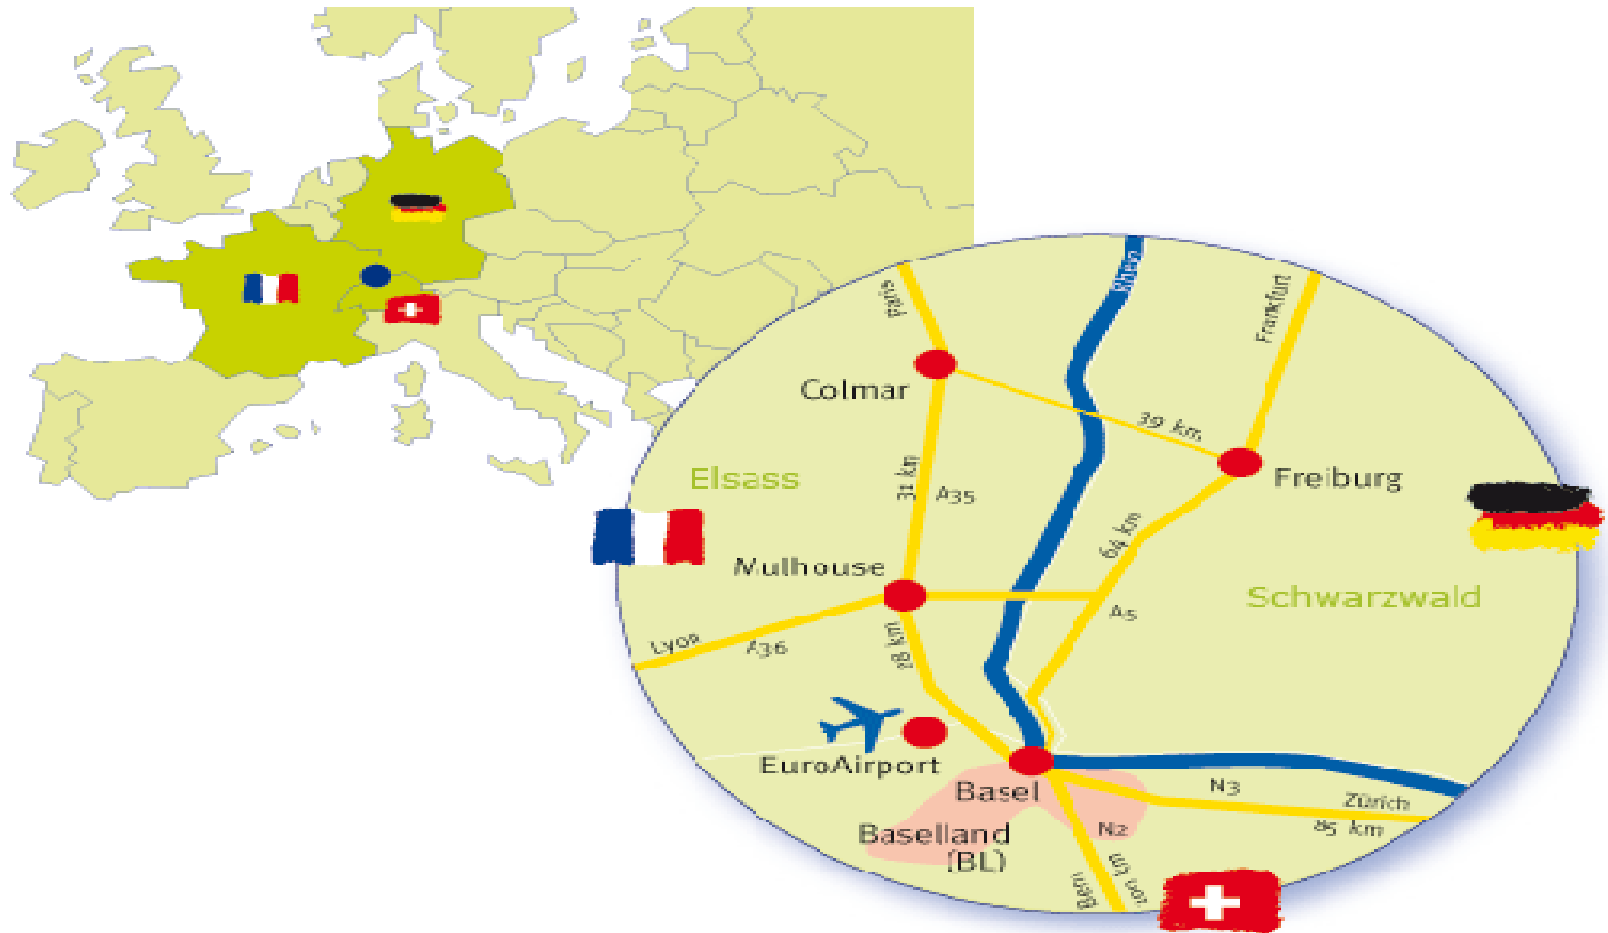 Rhein
Paris
Frankfurt
Colmar
39 km
Elsass
31 km
A35
Freiburg
64 km
Mulhouse
Schwarzwald
A5
Lyon
A36
28 km
EuroAirport
Basel
N3
Zürich
85 km
Baselland
(BL)
N2
Bern
100 km